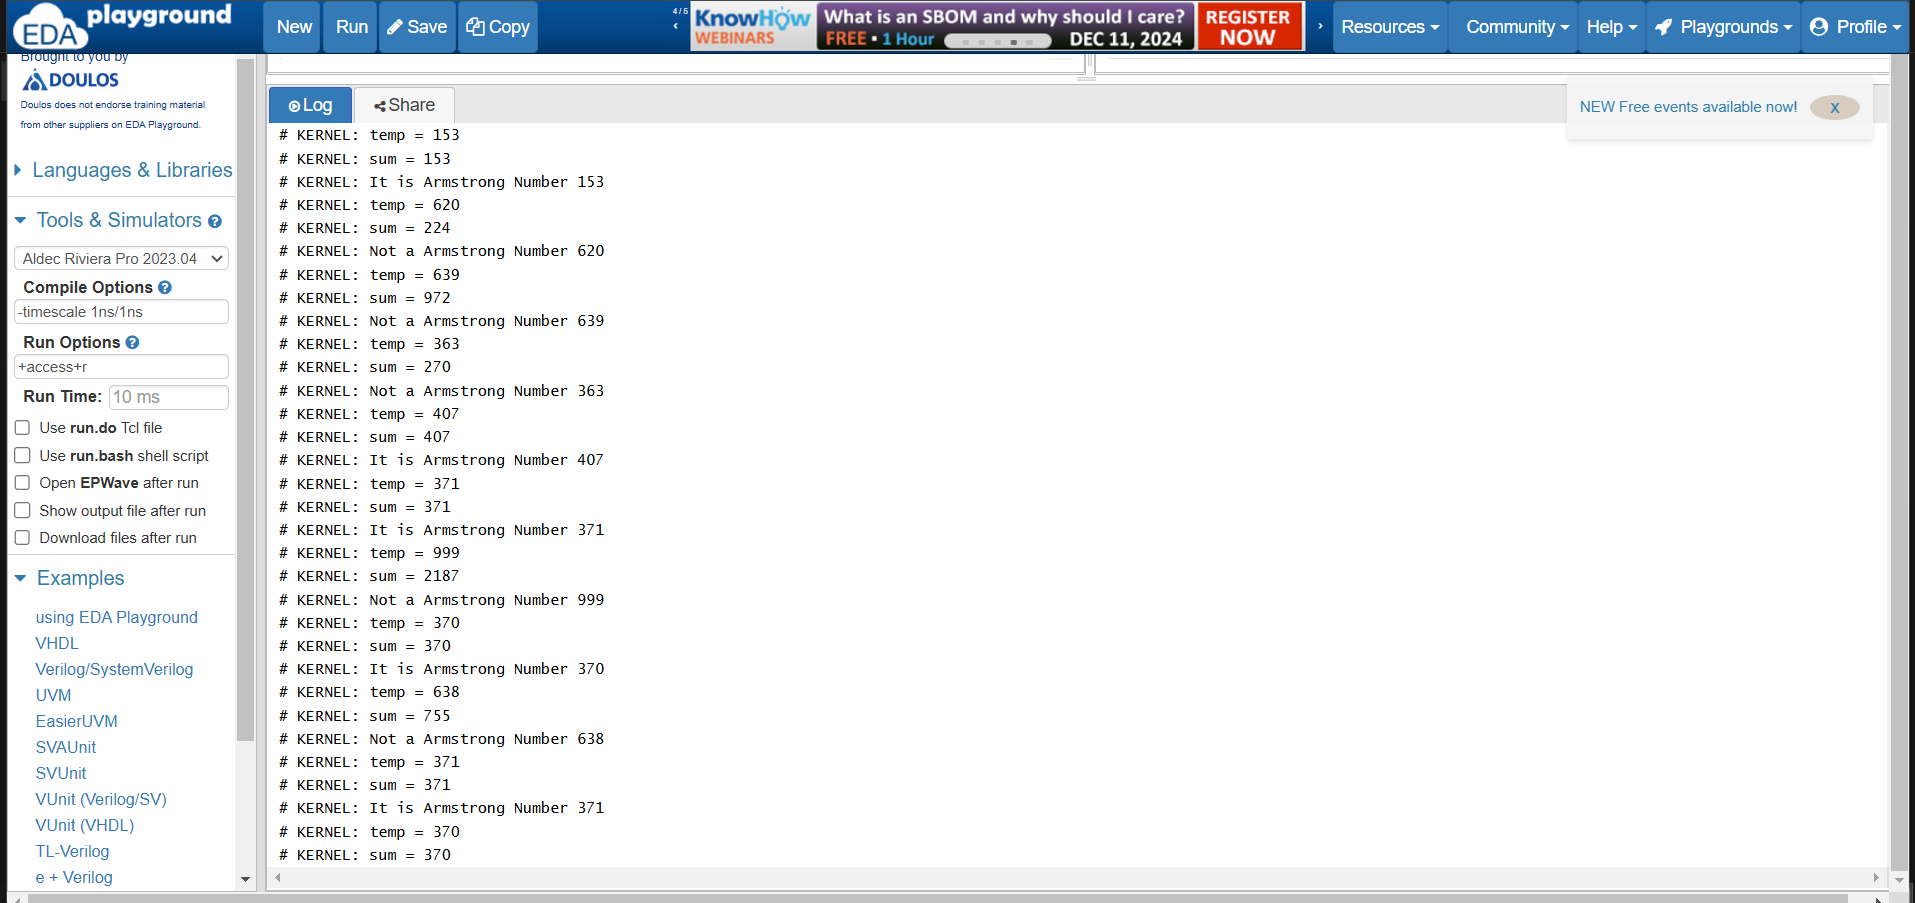 EDA playground
New
Run
Save
Copy
4/5
KNOWHOW WEBINARS
What is an SBOM and why should I care?
FREE • 1 Hour
DEC 11, 2024
REGISTER NOW
Resources
Community
Help
Playgrounds
Profile
Brought to you by
DOULOS
Doulos does not endorse training material
from other suppliers on EDA Playground.
Languages & Libraries
Tools & Simulators
Aldec Riviera Pro 2023.04
Compile Options
-timescale 1ns/1ns
Run Options
+access+r
Run Time: 10 ms
Use run.do Tcl file
Use run.bash shell script
Open EPWave after run
Show output file after run
Download files after run
Examples
using EDA Playground
VHDL
Verilog/SystemVerilog
UVM
EasierUVM
SVAUnit
SVUnit
VUnit (Verilog/SV)
VUnit (VHDL)
TL-Verilog
e + Verilog
Log
Share
NEW Free events available now!
X
# KERNEL: temp = 153
# KERNEL: sum = 153
# KERNEL: It is Armstrong Number 153
# KERNEL: temp = 620
# KERNEL: sum = 224
# KERNEL: Not a Armstrong Number 620
# KERNEL: temp = 639
# KERNEL: sum = 972
# KERNEL: Not a Armstrong Number 639
# KERNEL: temp = 363
# KERNEL: sum = 270
# KERNEL: Not a Armstrong Number 363
# KERNEL: temp = 407
# KERNEL: sum = 407
# KERNEL: It is Armstrong Number 407
# KERNEL: temp = 371
# KERNEL: sum = 371
# KERNEL: It is Armstrong Number 371
# KERNEL: temp = 999
# KERNEL: sum = 2187
# KERNEL: Not a Armstrong Number 999
# KERNEL: temp = 370
# KERNEL: sum = 370
# KERNEL: It is Armstrong Number 370
# KERNEL: temp = 638
# KERNEL: sum = 755
# KERNEL: Not a Armstrong Number 638
# KERNEL: temp = 371
# KERNEL: sum = 371
# KERNEL: It is Armstrong Number 371
# KERNEL: temp = 370
# KERNEL: sum = 370